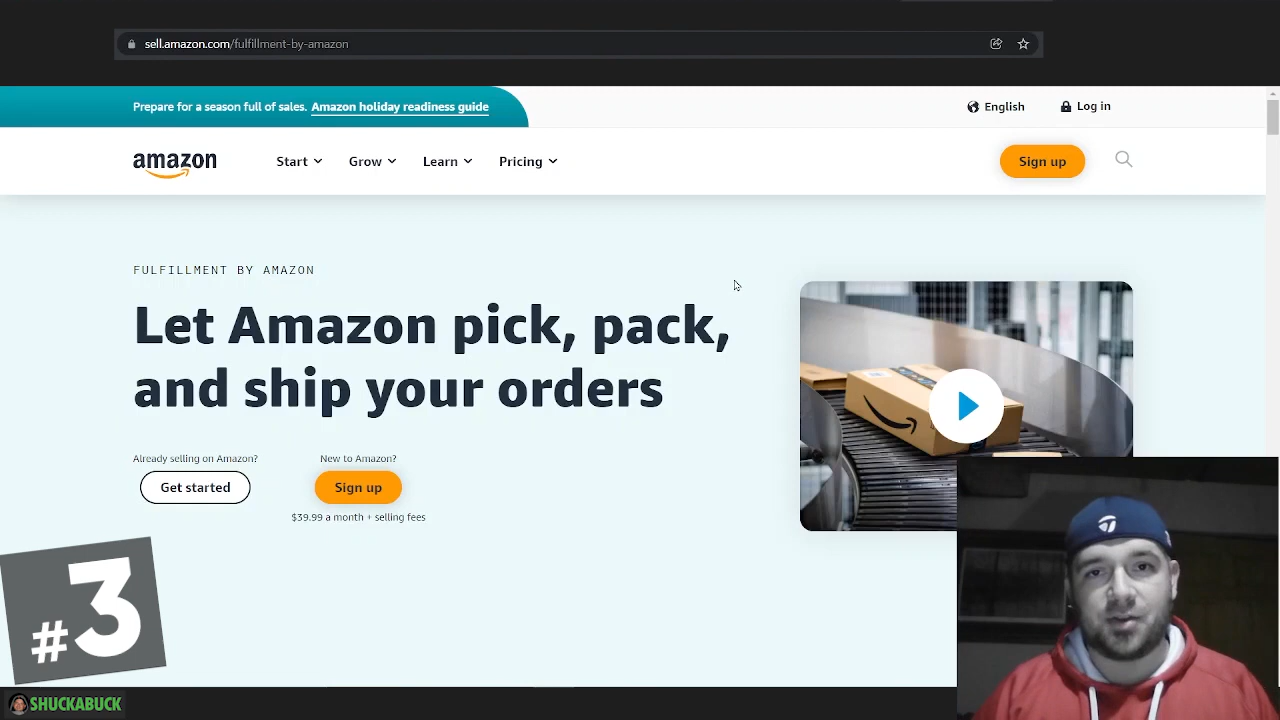 sell.amazon.com/fulfillment-by-amazon
Prepare for a season full of sales. Amazon holiday readiness guide
English
Log in
amazon
Start
Grow
Learn
Pricing
Sign up
FULFILLMENT BY AMAZON
Let Amazon pick, pack,
and ship your orders
Already selling on Amazon?
New to Amazon?
Get started
Sign up
$39.99 a month + selling fees
#3
SHUCKABUCK